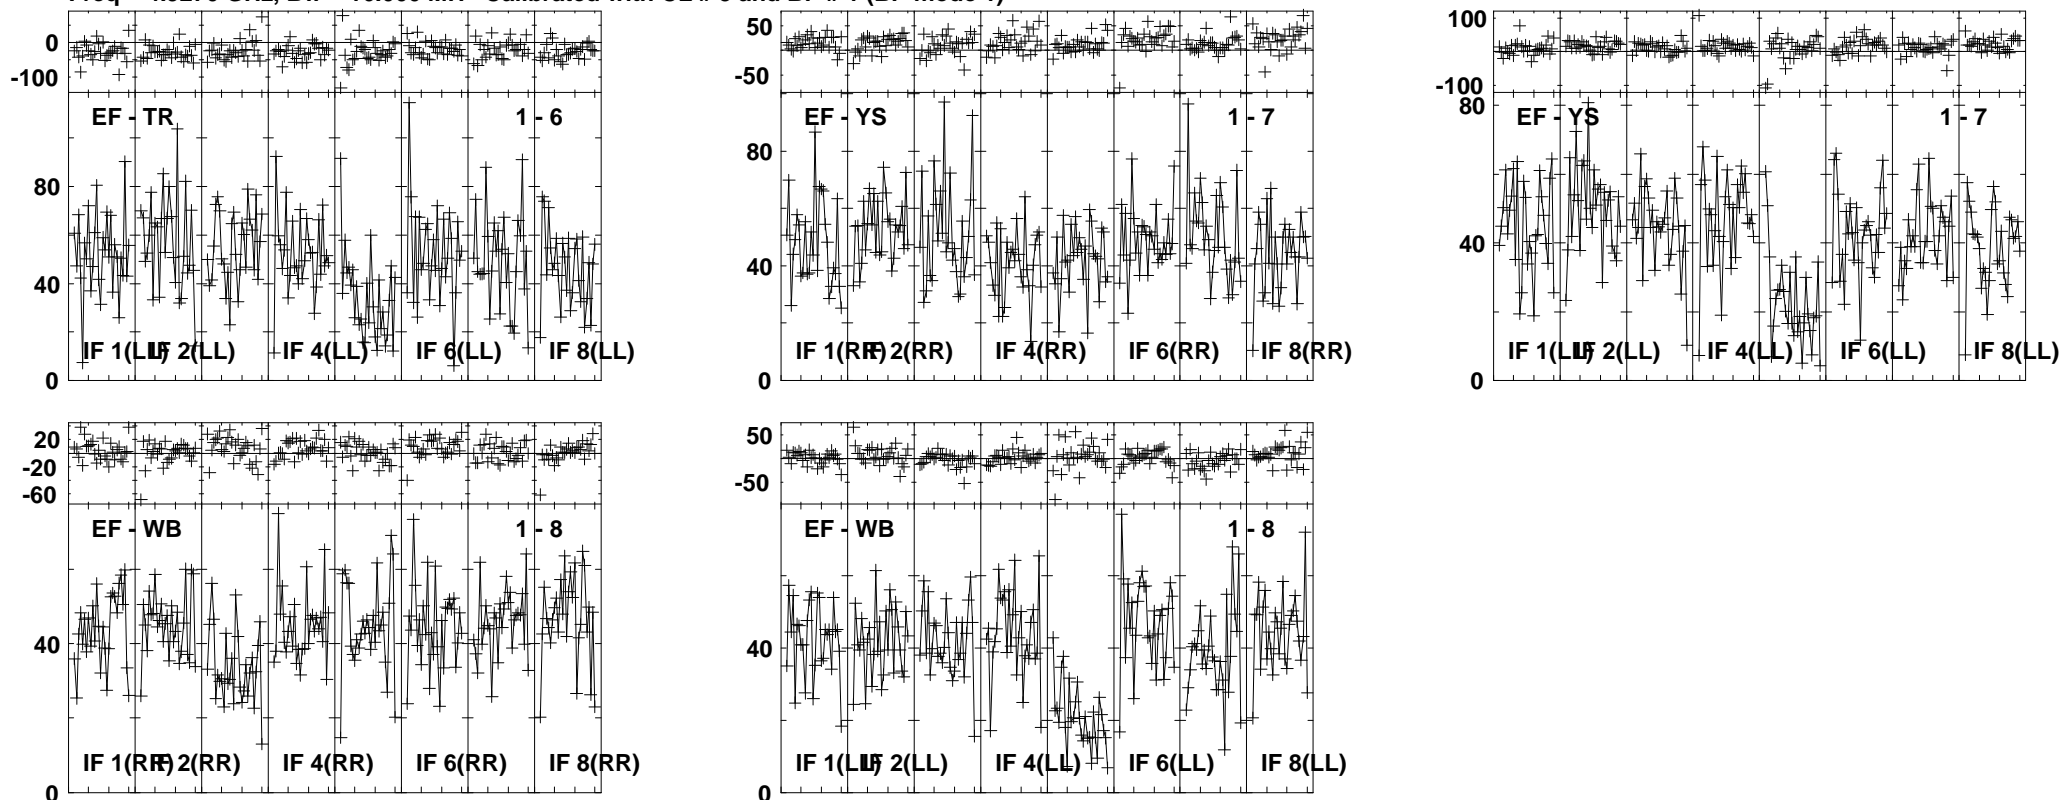 0
-100
EF - TR
1 - 6
80
40
0
IF 1(LL)
IF 2(LL)
IF 4(LL)
IF 6(LL)
IF 8(LL)
50
-50
EF - YS
1 - 7
80
40
0
IF 1(RR)
IF 2(RR)
IF 4(RR)
IF 6(RR)
IF 8(RR)
100
-100
EF - YS
1 - 7
80
40
0
IF 1(LL)
IF 2(LL)
IF 4(LL)
IF 6(LL)
IF 8(LL)
20
-20
-60
EF - WB
1 - 8
40
0
IF 1(RR)
IF 2(RR)
IF 4(RR)
IF 6(RR)
IF 8(RR)
50
-50
EF - WB
1 - 8
40
0
IF 1(LL)
IF 2(LL)
IF 4(LL)
IF 6(LL)
IF 8(LL)